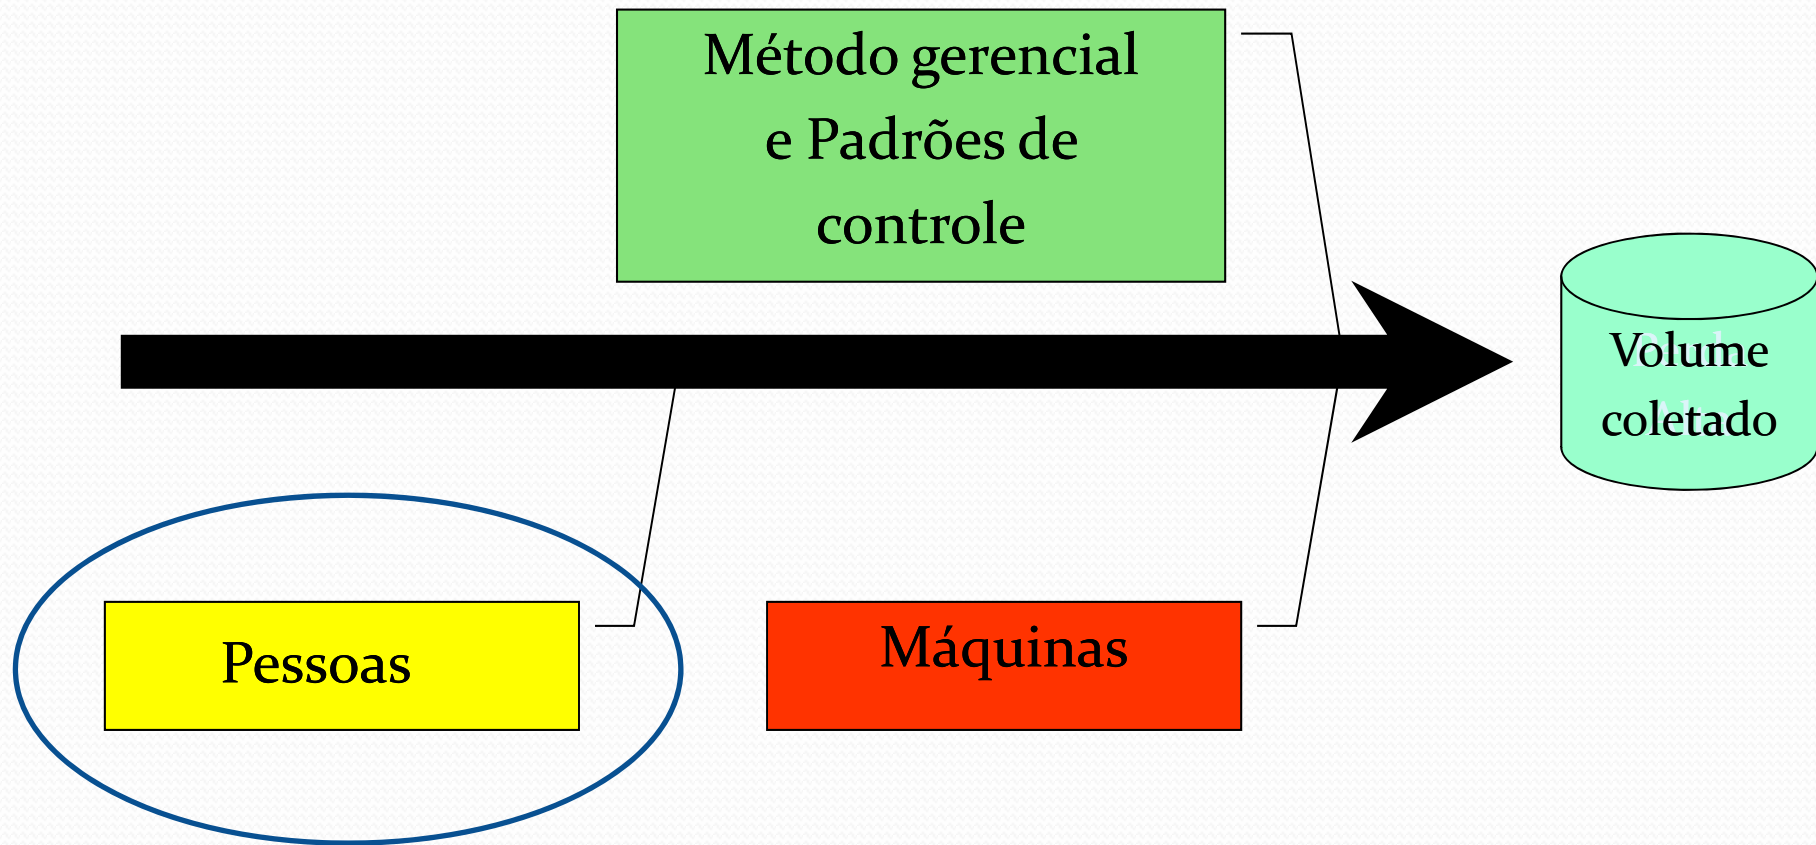 Método gerencial
e Padrões de
controle
Volume
coletado
Pessoas
Máquinas